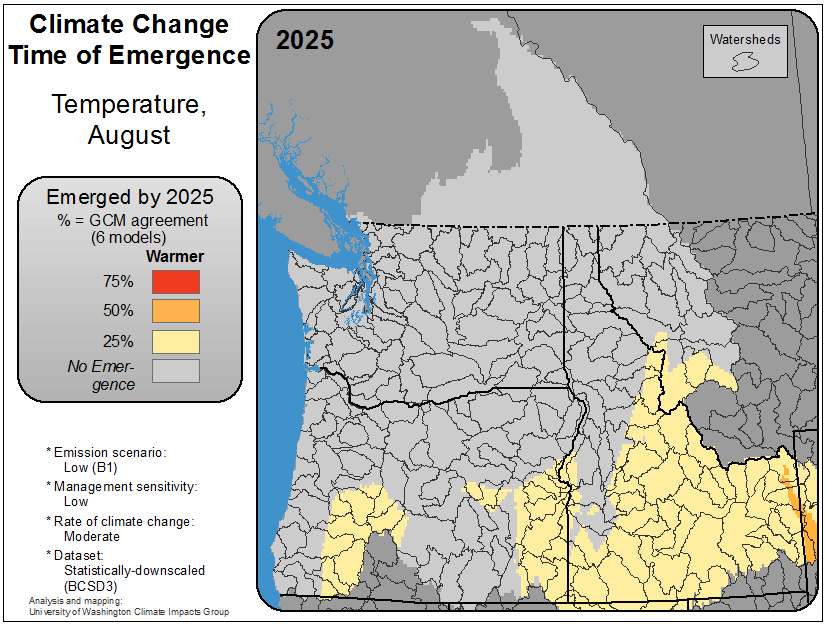 Climate Change
Time of Emergence
Temperature,
August
Emerged by 2025
% = GCM agreement
(6 models)
Warmer
75%
50%
25%
No Emer-
gence
* Emission scenario:
Low (B1)
* Management sensitivity:
Low
* Rate of climate change:
Moderate
* Dataset:
Statistically-downscaled
(BCSD3)
Analysis and mapping:
University of Washington Climate Impacts Group
2025
Watersheds